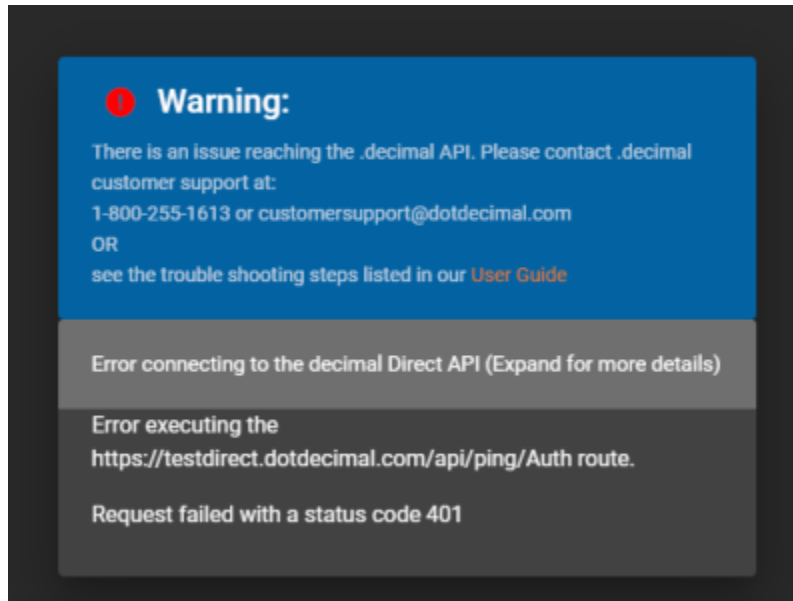 Warning:
There is an issue reaching the .decimal API. Please contact .decimal
customer support at:
1-800-255-1613 or customersupport@dotdecimal.com
OR
see the trouble shooting steps listed in our User Guide
Error connecting to the decimal Direct API (Expand for more details)
Error executing the
https://testdirect.dotdecimal.com/api/ping/Auth route.
Request failed with a status code 401